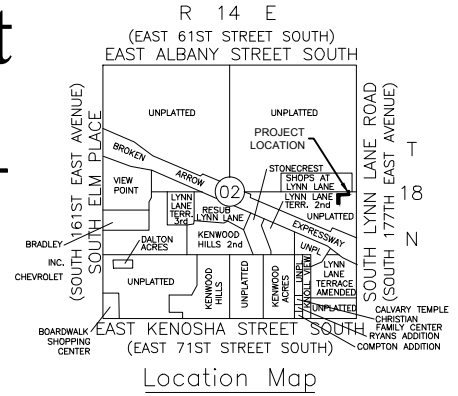 t
R 14 E
(EAST 61ST STREET SOUTH)
EAST ALBANY STREET SOUTH
(SOUTH 161ST EAST AVENUE)
SOUTH ELM PLACE
UNPLATTED
UNPLATTED
PROJECT
LOCATION
BROKEN
ARROW
02
EXPRESSWAY
STONECREST
SHOPS AT
LYNN LANE
LYNN LANE
TERR. 2nd
UNPLATTED
VIEW
POINT
LYNN
LANE
TERR.
3rd
RESUB
LYNN LANE
KENWOOD
HILLS 2nd
UNPL
SOUTH LYNN LANE ROAD
(SOUTH 177TH EAST AVENUE)
T
18
N
BRADLEY
INC.
CHEVROLET
DALTON
ACRES
UNPLATTED
KENWOOD
HILLS
UNPLATTED
KENWOOD
ACRES
UNPL
KNOLL VIEW
LYNN
LANE
TERRACE
AMENDED
UNPLATTED
BOARDWALK
SHOPPING
CENTER
CALVARY TEMPLE
CHRISTIAN
FAMILY CENTER
RYANS ADDITION
COMPTON ADDITION
EAST KENOSHA STREET SOUTH
(EAST 71ST STREET SOUTH)
Location Map